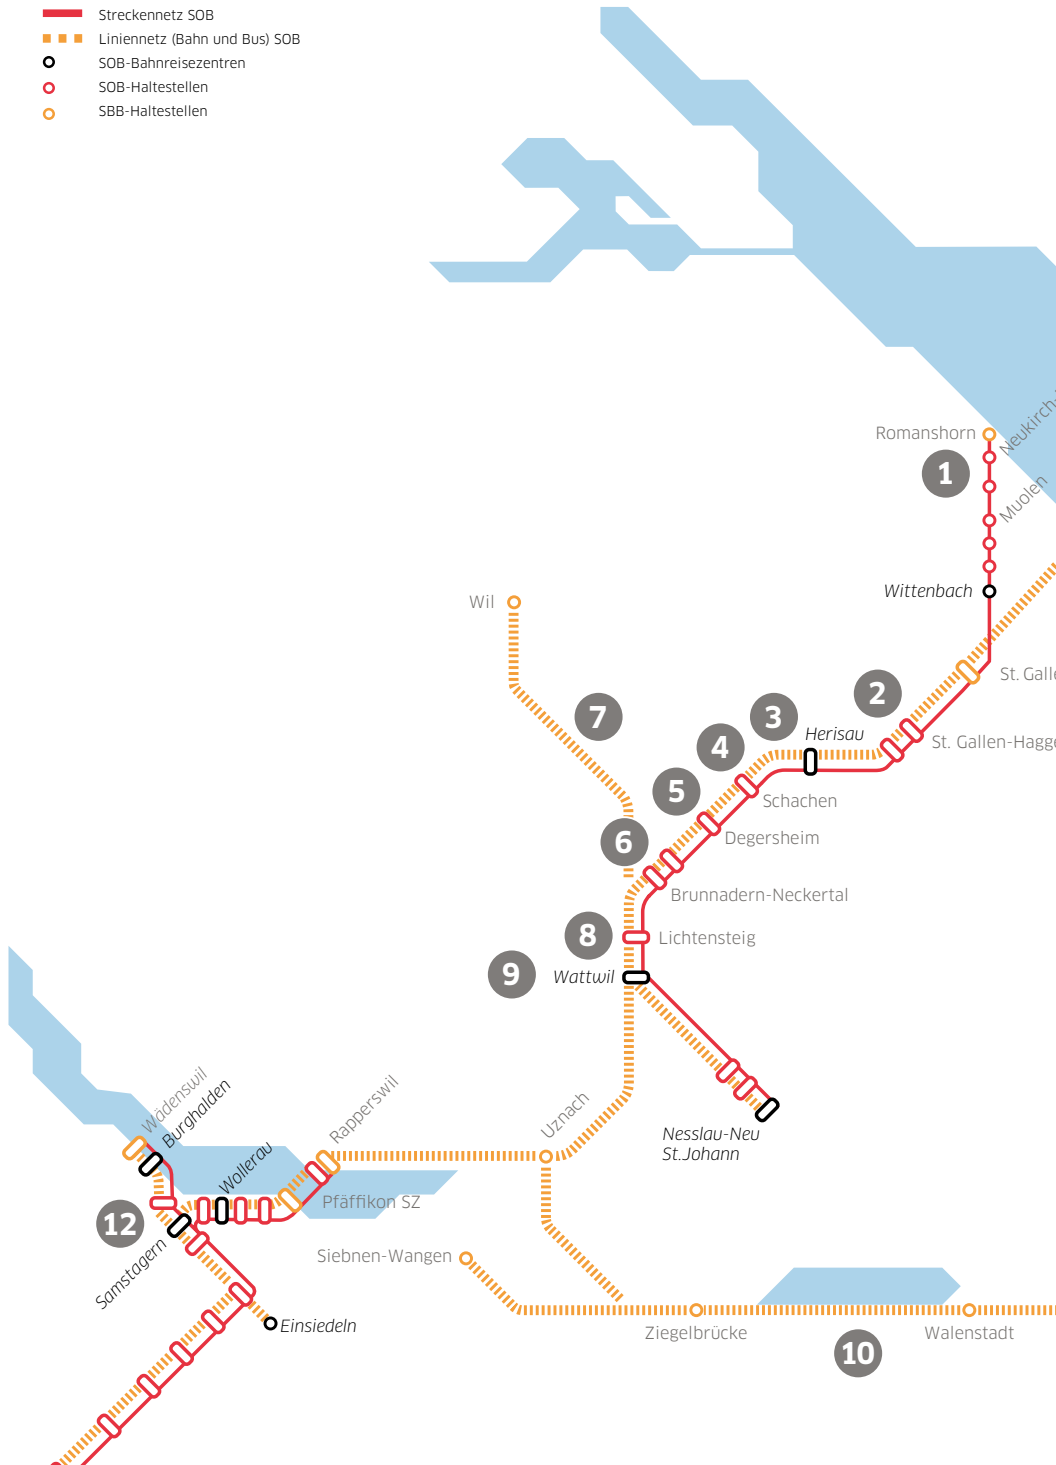 Streckennetz SOB
Liniennetz (Bahn und Bus) SOB
SOB-Bahnreisezentren
SOB-Haltestellen
SBB-Haltestellen
Romanshorn
Neukirch-
1
Muolen
Wittenbach
Wil
St. Galle
2
7
3
Herisau
St. Gallen-Hagge
4
5
Schachen
6
Degersheim
Brunnadern-Neckertal
8
Lichtensteig
9
Wattwil
Wädenswil
Burghalden
Rapperswil
Uznach
Nesslau-Neu
St.Johann
Wollerau
Pfäffikon SZ
12
Samstagern
Siebnen-Wangen
Einsiedeln
Ziegelbrücke
Walenstadt
10